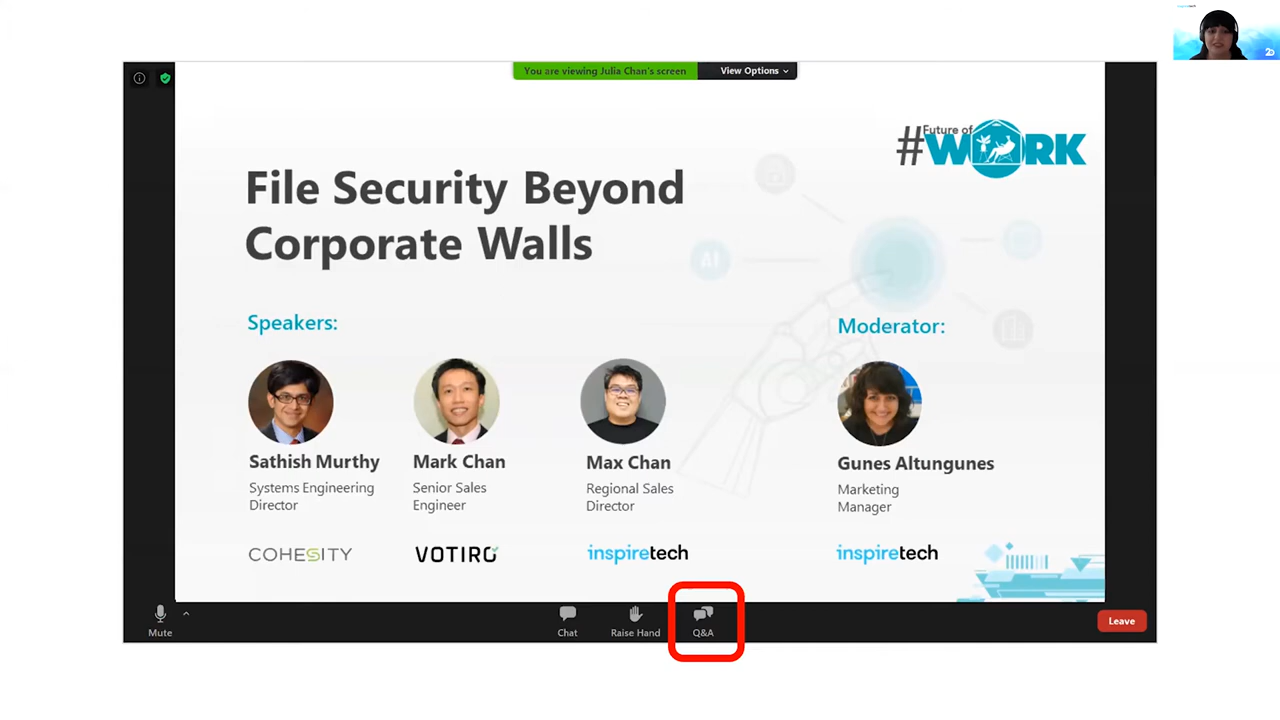 inspiretech
You are viewing Julia Chan's screen
View Options
#Future of
WORK
File Security Beyond
Corporate Walls
AI
Speakers:
Moderator:
Sathish Murthy
Systems Engineering
Director
COHESITY
Mark Chan
Senior Sales
Engineer
VOTIRO
Max Chan
Regional Sales
Director
inspiretech
Gunes Altungunes
Marketing
Manager
inspiretech
Mute
Chat
Raise Hand
Q&A
Leave